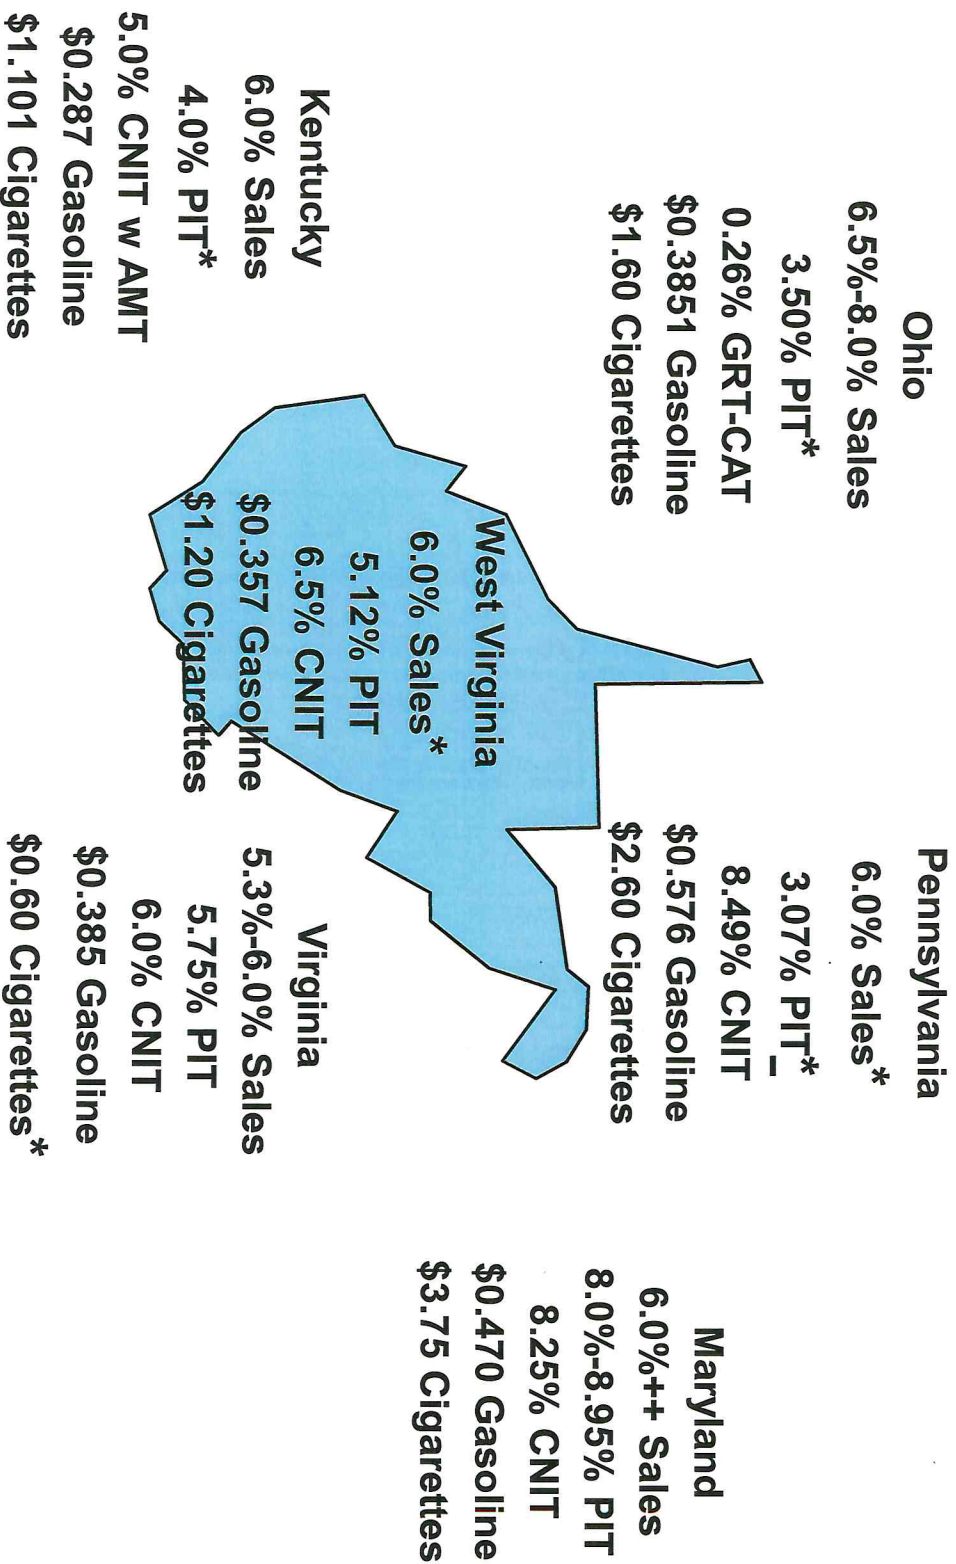 Ohio
6.5%-8.0% Sales
3.50% PIT*
0.26% GRT-CAT
$0.3851 Gasoline
$1.60 Cigarettes
Pennsylvania
6.0% Sales*
3.07% PIT*
8.49% CNIT
$0.576 Gasoline
$2.60 Cigarettes
Maryland
6.0%++ Sales
8.0%-8.95% PIT
8.25% CNIT
$0.470 Gasoline
$3.75 Cigarettes
West Virginia
6.0% Sales*
5.12% PIT
6.5% CNIT
$0.357 Gasoline
$1.20 Cigarettes
Kentucky
6.0% Sales
4.0% PIT*
5.0% CNIT w AMT
$0.287 Gasoline
$1.101 Cigarettes
Virginia
5.3%-6.0% Sales
5.75% PIT
6.0% CNIT
$0.385 Gasoline
$0.60 Cigarettes*